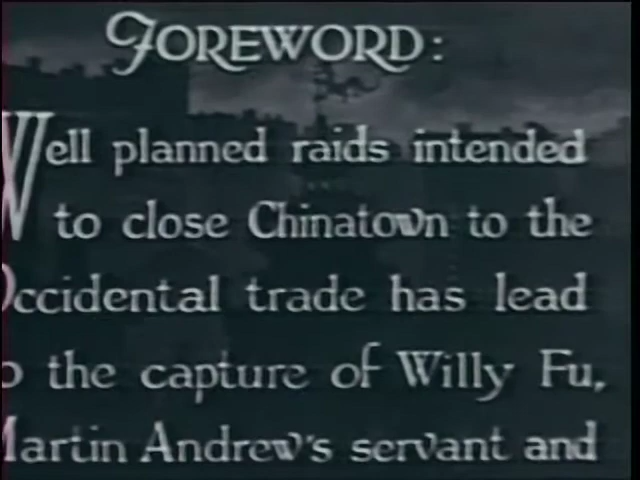 FOREWORD:
Well planned raids intended
to close Chinatown to the
Occidental trade has lead
o the capture of Willy Fu,
Martin Andrew's servant and